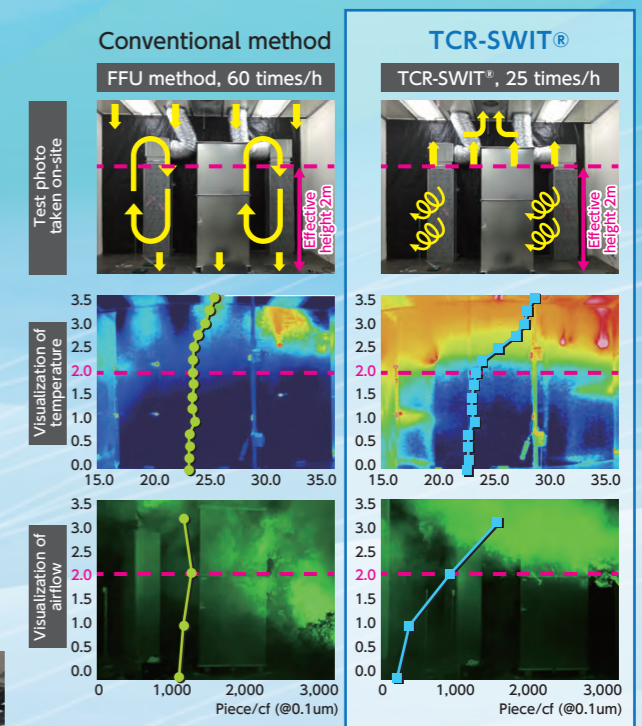 Conventional method
TCR-SWIT®
FFU method, 60 times/h
TCR-SWIT®, 25 times/h
Test photo
taken on-site
Effective
height 2m
Effective
height 2m
Visualization of
temperature
3.5
3.0
2.5
2.0
1.5
1.0
0.5
0.0
15.0 20.0 25.0 30.0 35.0
3.5
3.0
2.5
2.0
1.5
1.0
0.5
0.0
15.0 20.0 25.0 30.0 35.0
Visualization of
airflow
3.5
3.0
2.5
2.0
1.5
1.0
0.5
0.0
0 1,000 2,000 3,000
Piece/cf (@0.1um)
3.5
3.0
2.5
2.0
1.5
1.0
0.5
0.0
0 1,000 2,000 3,000
Piece/cf (@0.1um)